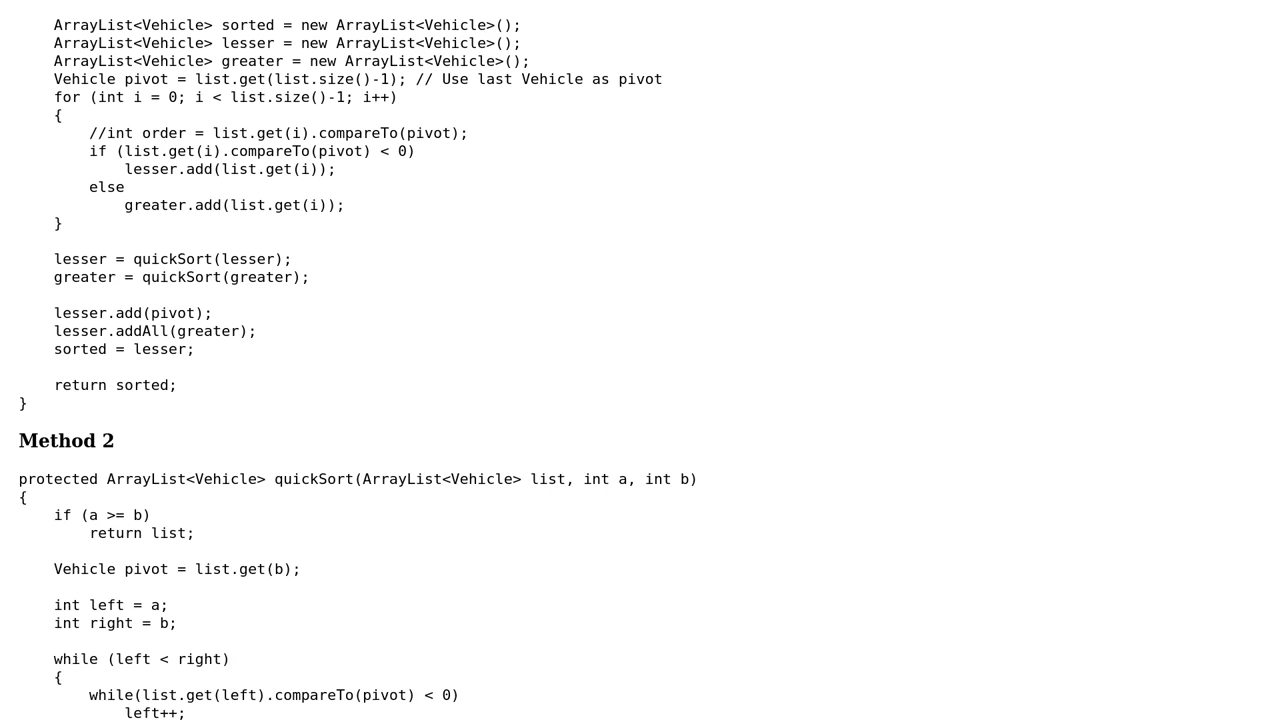 ArrayList<Vehicle> sorted = new ArrayList<Vehicle>();
    ArrayList<Vehicle> lesser = new ArrayList<Vehicle>();
    ArrayList<Vehicle> greater = new ArrayList<Vehicle>();
    Vehicle pivot = list.get(list.size()-1); // Use last Vehicle as pivot
    for (int i = 0; i < list.size()-1; i++)
    {
        //int order = list.get(i).compareTo(pivot);
        if (list.get(i).compareTo(pivot) < 0)
            lesser.add(list.get(i));
        else
            greater.add(list.get(i));
    }

    lesser = quickSort(lesser);
    greater = quickSort(greater);

    lesser.add(pivot);
    lesser.addAll(greater);
    sorted = lesser;

    return sorted;
}
Method 2
protected ArrayList<Vehicle> quickSort(ArrayList<Vehicle> list, int a, int b)
{
    if (a >= b)
        return list;

    Vehicle pivot = list.get(b);

    int left = a;
    int right = b;

    while (left < right)
    {
        while(list.get(left).compareTo(pivot) < 0)
            left++;